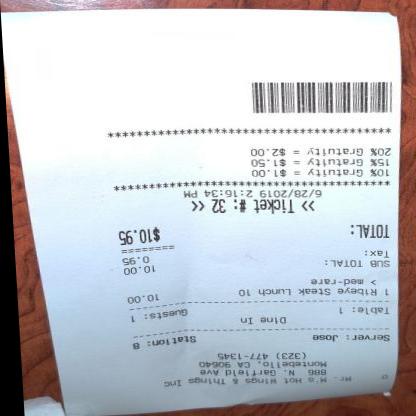 Mr. M's Hot Wings & Things Inc
886 N. Garfield Ave
Montebello, CA 90640
(323) 477-1345
Server: Jose Station: 8
Dine In
Table: 1 Guests: 1
1 Ribeye Steak Lunch 10 10.00
> med-rare
SUB TOTAL: 10.00
Tax: 0.95
========
TOTAL: $10.95
>> Ticket #: 32 <<
6/28/2019 2:16:34 PM
****************************************
10% Gratuity = $1.00
15% Gratuity = $1.50
20% Gratuity = $2.00
****************************************